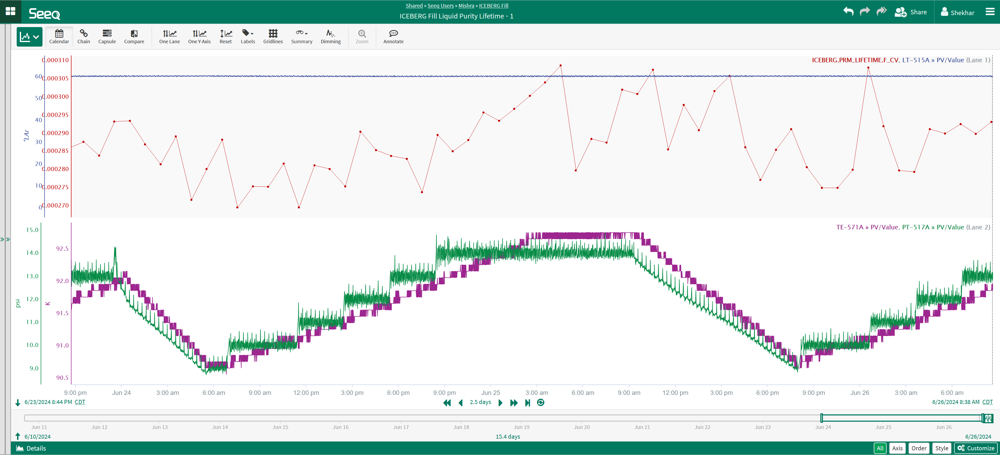 Shared » Seeq Users » Mishra » ICEBERG Fill
Seeq
ICEBERG Fill Liquid Purity Lifetime - 1
Share
Shekhar
Calendar
Chain
Capsule
Compare
One Lane
One Y-Axis
Reset
Labels
Gridlines
Summary
Dimming
Zoom
Annotate
ICEBERG.PRM_LIFETIME.F_CV, LT-515A » PV/Value (Lane 1)
0.000310
60
0.000305
50
0.000300
0.000295
40
0.000290
"LAr
30
0.000285
20
0.000280
10
0.000275
0
0.000270
TE-571A » PV/Value, PT-517A » PV/Value (Lane 2)
15.0
14.0
13.0
12.0
11.0
10.0
9.0
psi
92.5
92.0
91.5
91.0
90.5
K
9:00 pm
Jun 24
3:00 am
6:00 am
9:00 am
12:00 pm
3:00 pm
6:00 pm
9:00 pm
Jun 25
3:00 am
6:00 am
9:00 am
12:00 pm
3:00 pm
6:00 pm
9:00 pm
Jun 26
3:00 am
6:00 am
6/23/2024 8:44 PM CDT
2.5 days
6/26/2024 8:38 AM CDT
Jun 11
Jun 12
Jun 13
Jun 14
Jun 15
Jun 16
Jun 17
Jun 18
Jun 19
Jun 20
Jun 21
Jun 22
Jun 23
Jun 24
Jun 25
Jun 26
6/10/2024
15.4 days
6/26/2024
Details
All
Axis
Order
Style
Customize